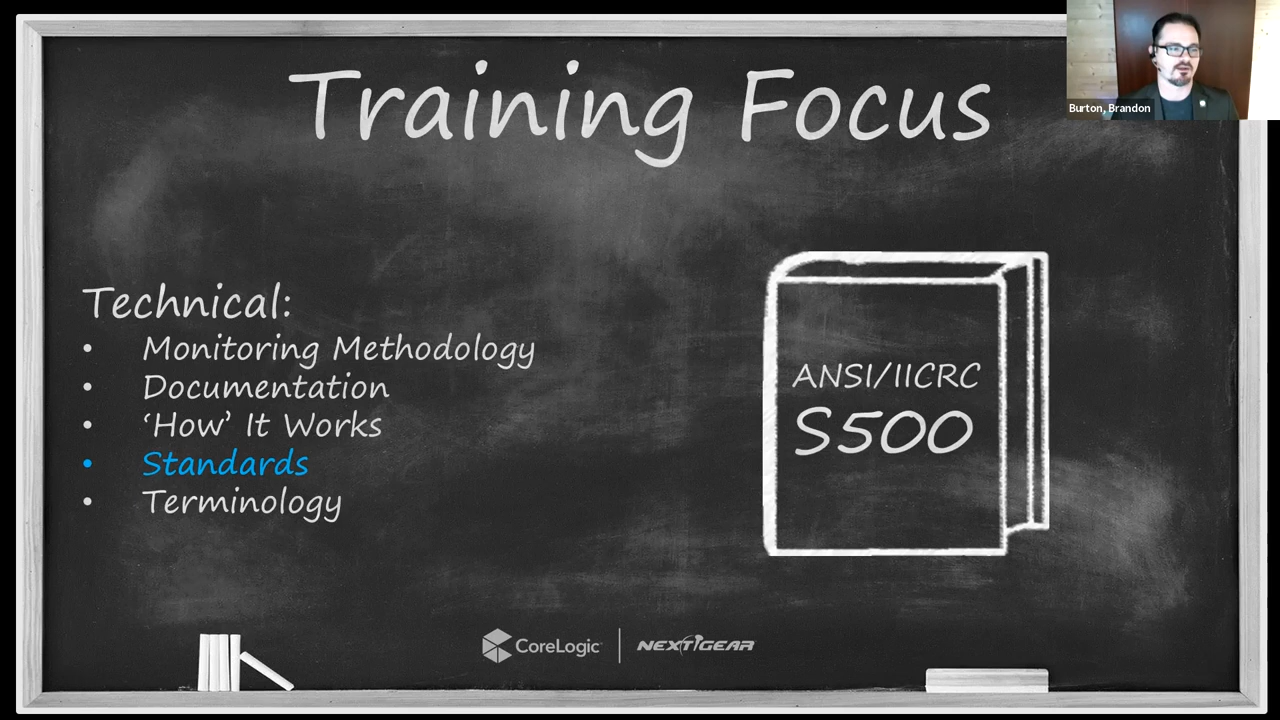 Training Focus
Burton, Brandon
Technical:
• Monitoring Methodology
• Documentation
• ‘How’ It Works
• Standards
• Terminology
ANSI/IICRC
S500
CoreLogic
NEXTGEAR